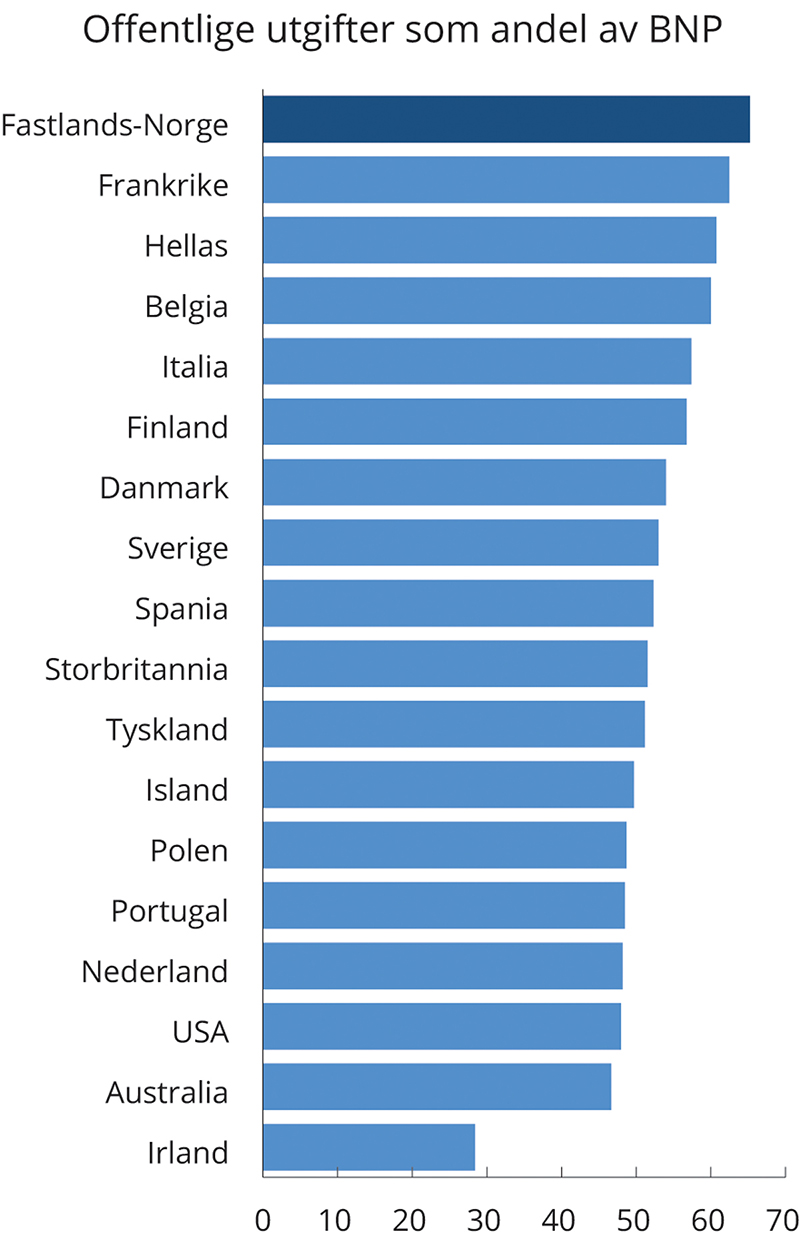 Offentlige utgifter som andel av BNP
Fastlands-Norge
Frankrike
Hellas
Belgia
Italia
Finland
Danmark
Sverige
Spania
Storbritannia
Tyskland
Island
Polen
Portugal
Nederland
USA
Australia
Irland
0 10 20 30 40 50 60 70